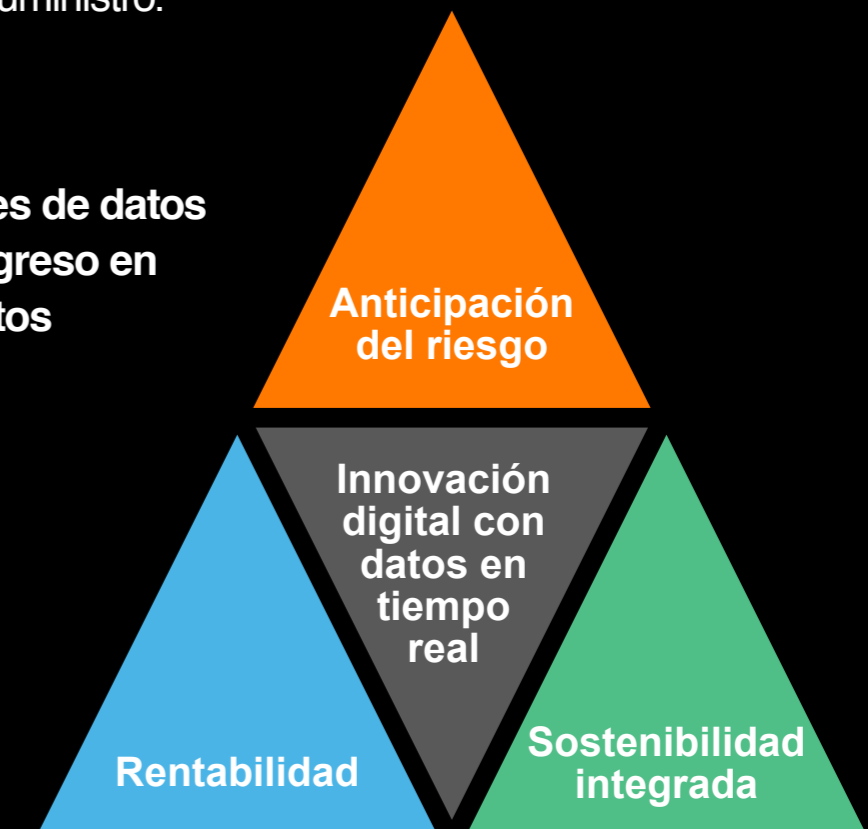 uministro.
es de datos
greso en
tos
Anticipación
del riesgo
Innovación
digital con
datos en
tiempo
real
Rentabilidad
Sostenibilidad
integrada